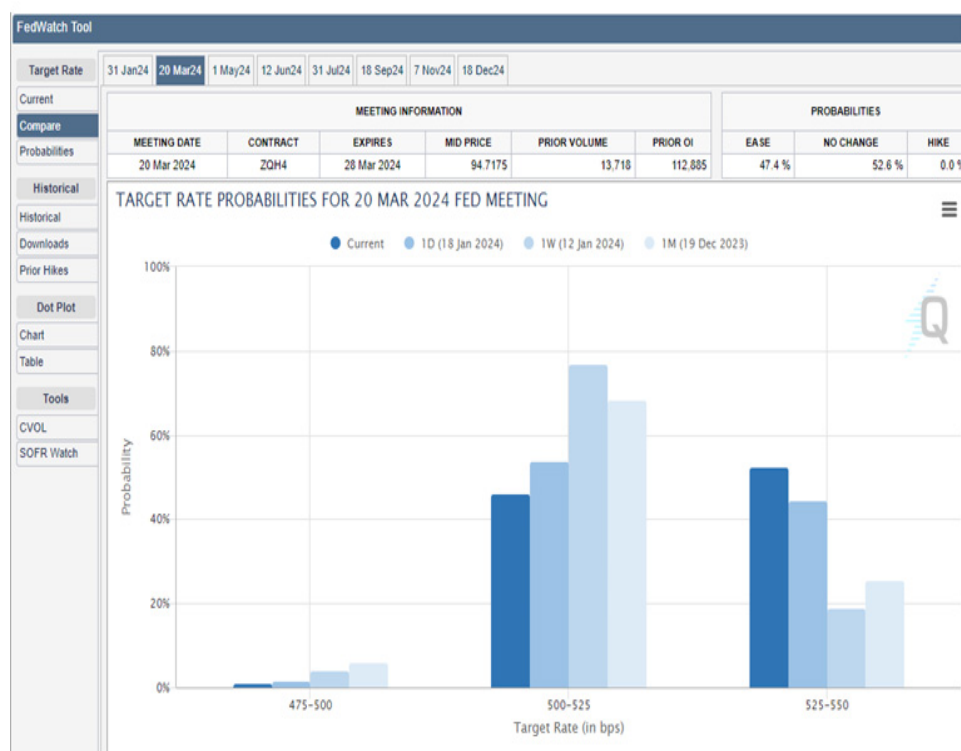 FedWatch Tool
Target Rate
Current
Compare
Probabilities
Historical
Historical
Downloads
Prior Hikes
Dot Plot
Chart
Table
Tools
CVOL
SOFR Watch
31 Jan24 20 Mar24 1 May24 12 Jun24 31 Jul24 18 Sep24 7 Nov24 18 Dec24
MEETING INFORMATION PROBABILITIES
MEETING DATE CONTRACT EXPIRES MID PRICE PRIOR VOLUME PRIOR OI EASE NO CHANGE HIKE
20 Mar 2024 ZQH4 28 Mar 2024 94.7175 13,718 112,885 47.4 % 52.6 % 0.0 %
TARGET RATE PROBABILITIES FOR 20 MAR 2024 FED MEETING
Current 1D (18 Jan 2024) 1W (12 Jan 2024) 1M (19 Dec 2023)
Q
100%
80%
60%
40%
20%
0%
Probability
475-500 500-525 525-550
Target Rate (in bps)